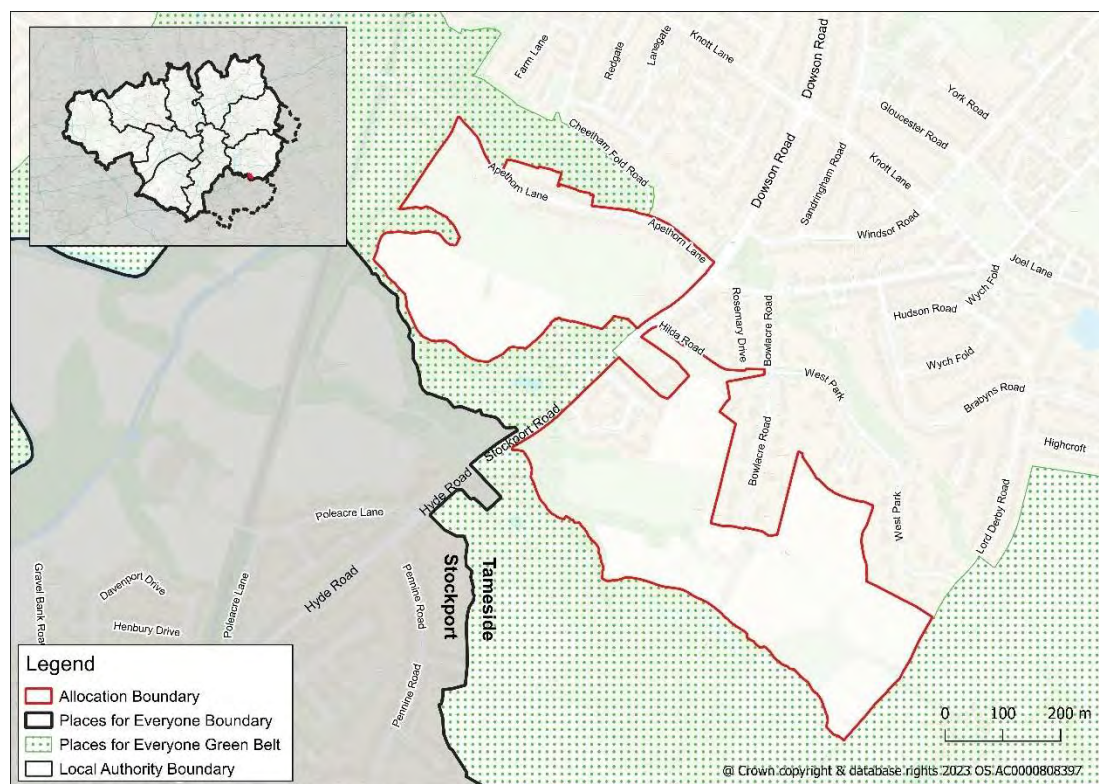 Farm Lane
Redgate
Lanegate
Knott Lane
Dowson Road
York Road
Gloucester Road
Cheetham Fold Road
Knott Lane
Dowson Road
Sandringham Road
Apethorn Lane
Windsor Road
Apethorn Lane
Joel Lane
Wych Fold
Hudson Road
Rosemary Drive
Bowlacre Road
Hilda Road
Wych Fold
West Park
Brabyns Road
Stockport Road
Highcroft
Bowlacre Road
Hyde Road
Poleacre Lane
West Park
Lord Derby Road
Tameside
Stockport
Hyde Road
Pennine Road
Gravel Bank Road
Davenport Drive
Poleacre Lane
Henbury Drive
Pennine Road
Legend
Allocation Boundary
Places for Everyone Boundary
Places for Everyone Green Belt
Local Authority Boundary
0 100 200 m
@ Crown copyright & database rights 2023 OS AC0000808397